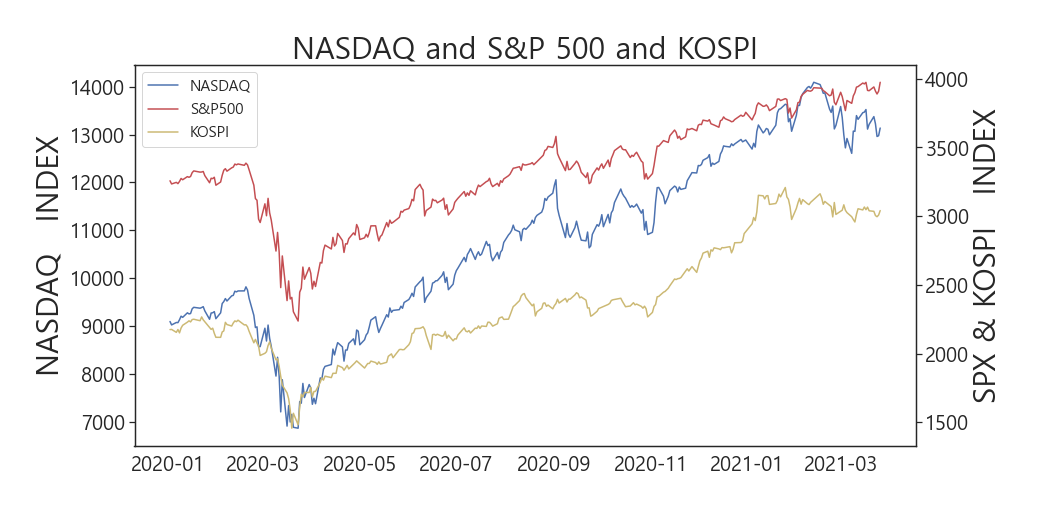 NASDAQ and S&P 500 and KOSPI
NASDAQ
S&P500
KOSPI
14000
13000
12000
11000
10000
9000
8000
7000
NASDAQ INDEX
4000
3500
3000
2500
2000
1500
SPX & KOSPI INDEX
2020-01 2020-03 2020-05 2020-07 2020-09 2020-11 2021-01 2021-03